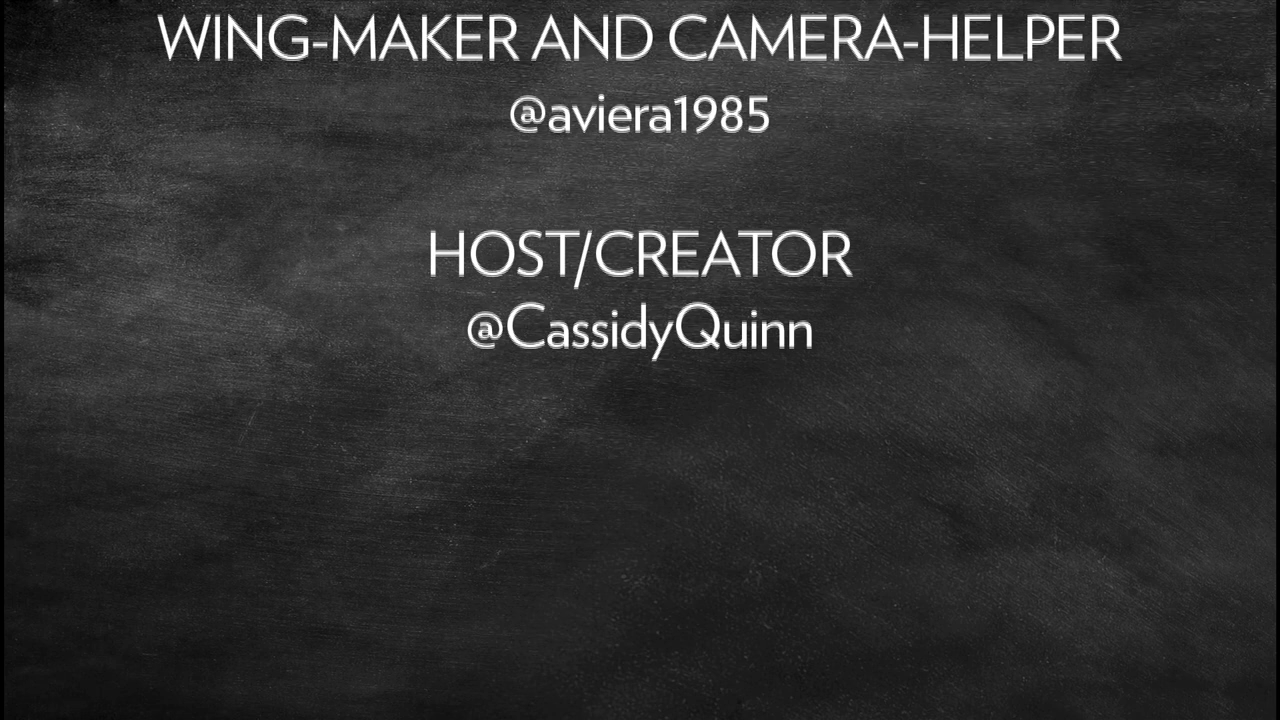 WING-MAKER AND CAMERA-HELPER
@aviera1985
HOST/CREATOR
@CassidyQuinn